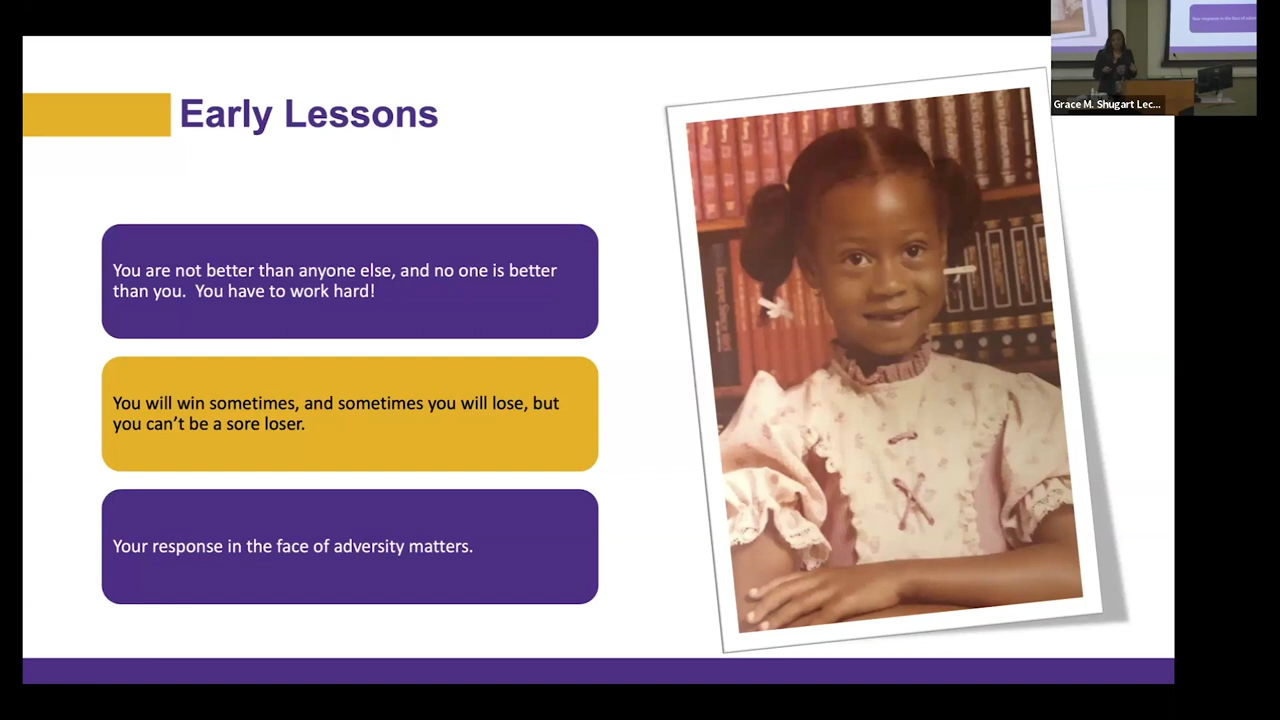 Early Lessons
You are not better than anyone else, and no one is better
than you.  You have to work hard!
You will win sometimes, and sometimes you will lose, but
you can't be a sore loser.
Your response in the face of adversity matters.
Grace M. Shugart Lec...